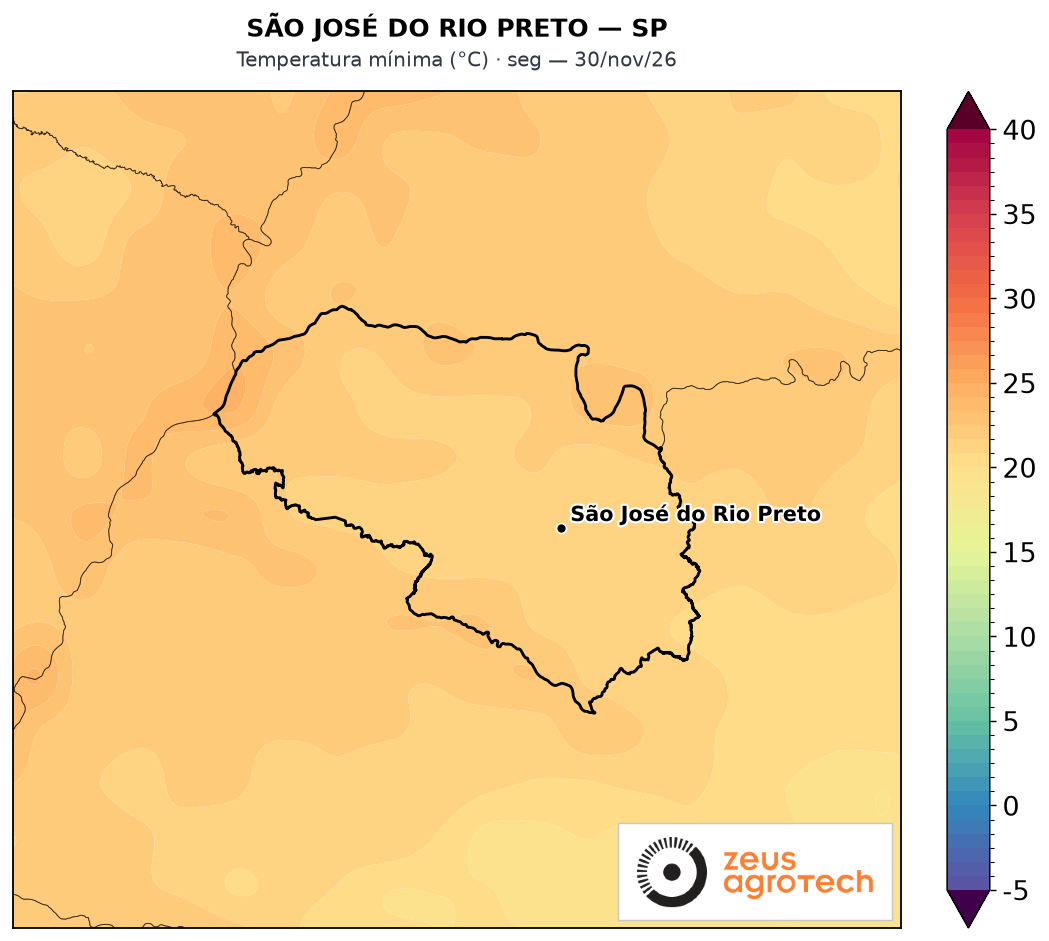 SÃO JOSÉ DO RIO PRETO — SP
Temperatura mínima (°C) · seg — 30/nov/26
40
35
30
25
20
15
10
5
0
-5
São José do Rio Preto
zeus
agrotech